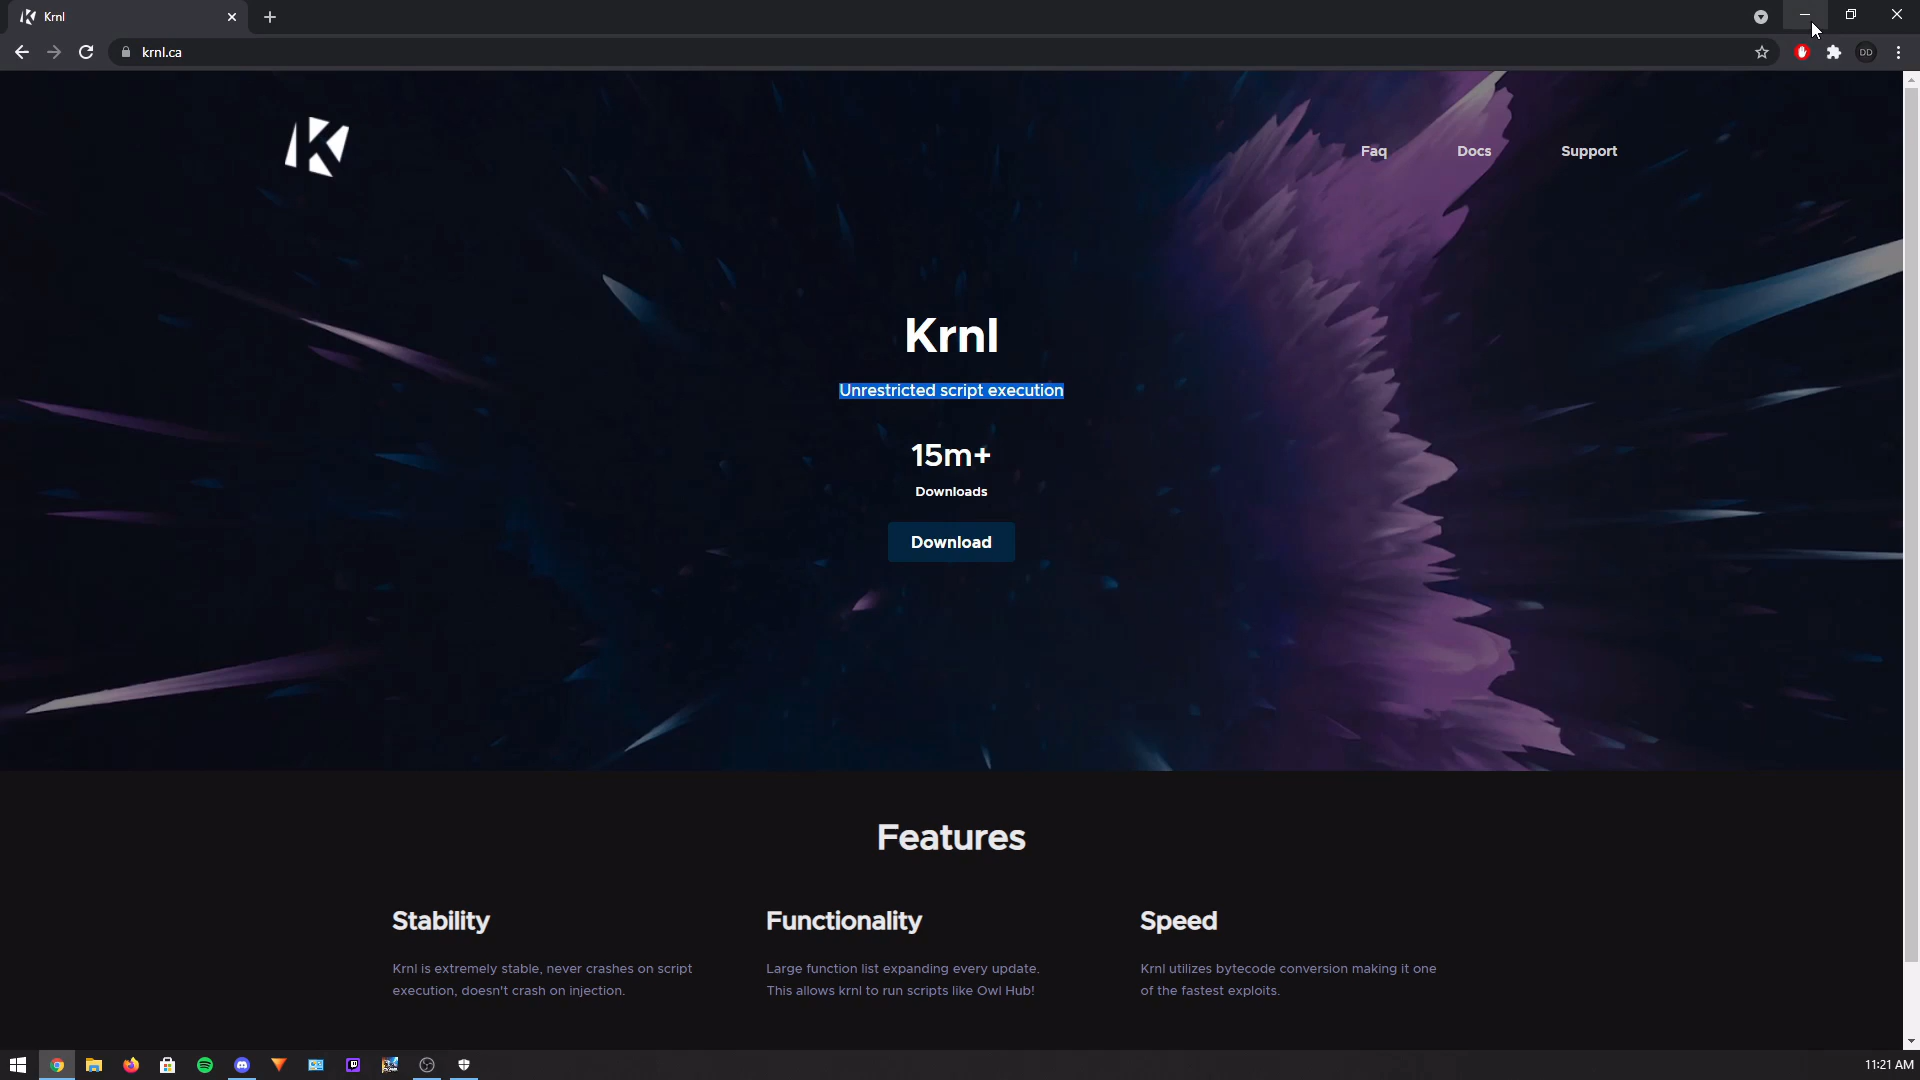 Krnl
krnl.ca
DD
Faq
Docs
Support
Krnl
Unrestricted script execution
15m+
Downloads
Download
Features
Stability
Krnl is extremely stable, never crashes on script
execution, doesn't crash on injection.
Functionality
Large function list expanding every update.
This allows krnl to run scripts like Owl Hub!
Speed
Krnl utilizes bytecode conversion making it one
of the fastest exploits.
11:21 AM